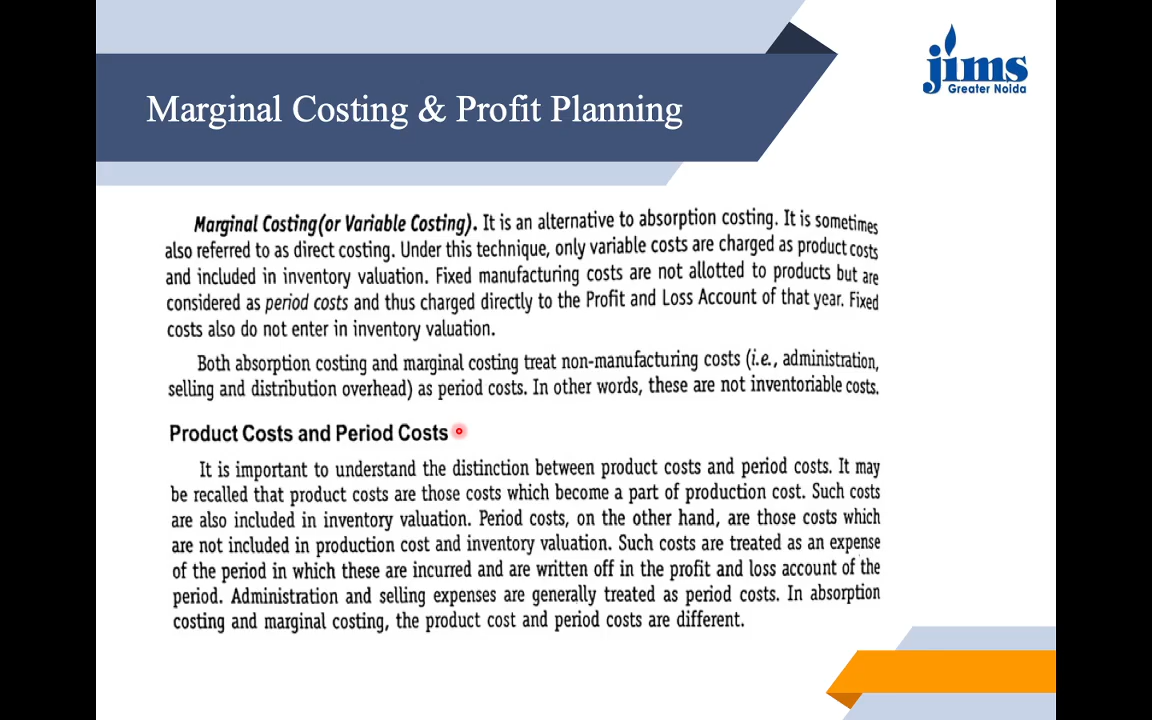 jims
Greater Noida
Marginal Costing & Profit Planning
Marginal Costing(or Variable Costing). It is an alternative to absorption costing. It is sometimes
also referred to as direct costing. Under this technique, only variable costs are charged as product costs
and included in inventory valuation. Fixed manufacturing costs are not allotted to products but are
considered as period costs and thus charged directly to the Profit and Loss Account of that year. Fixed
costs also do not enter in inventory valuation.
Both absorption costing and marginal costing treat non-manufacturing costs (i.e., administration,
selling and distribution overhead) as period costs. In other words, these are not inventoriable costs.
Product Costs and Period Costs
It is important to understand the distinction between product costs and period costs. It may
be recalled that product costs are those costs which become a part of production cost. Such costs
are also included in inventory valuation. Period costs, on the other hand, are those costs which
are not included in production cost and inventory valuation. Such costs are treated as an expense
of the period in which these are incurred and are written off in the profit and loss account of the
period. Administration and selling expenses are generally treated as period costs. In absorption
costing and marginal costing, the product cost and period costs are different.